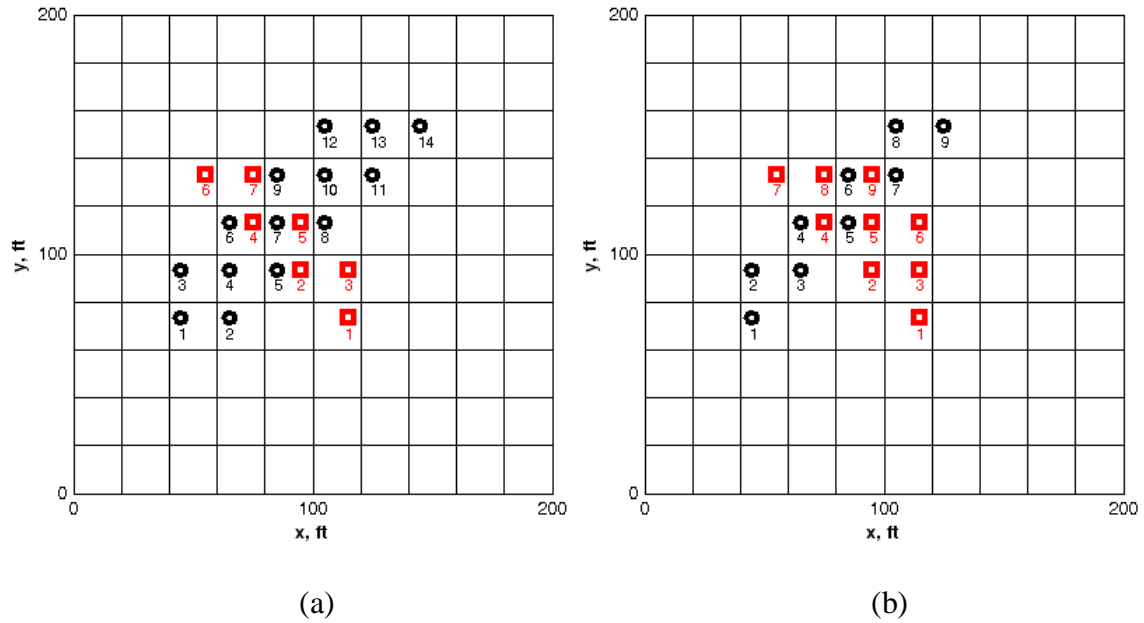 200 200
12 13 14 8 9
6 7 9 10 11 7 8 6 9 7
6 4 7 5 8 4 4 5 5 6
y, ft 100 y, ft 100
3 4 5 2 3 2 3 2 3
1 2 1 1 1
0 0
0 100 200 0 100 200
x, ft x, ft
(a) (b)